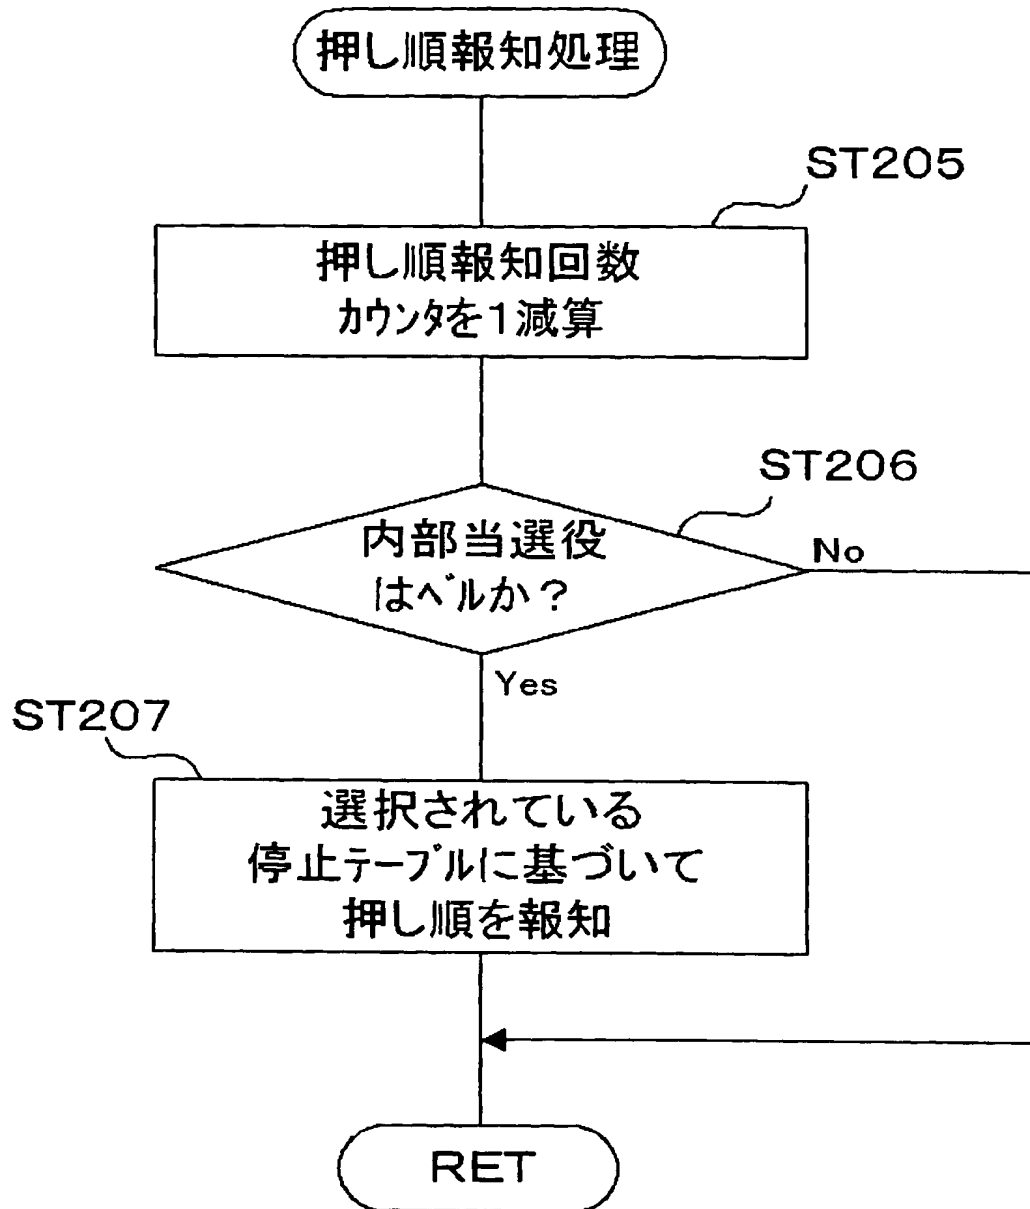 押し順報知処理
ST205
押し順報知回数
ｶｳﾝﾀを1減算
ST206
内部当選役
はﾍﾞﾙか？
No
Yes
ST207
選択されている
停止ﾃｰﾌﾞﾙに基づいて
押し順を報知
RET